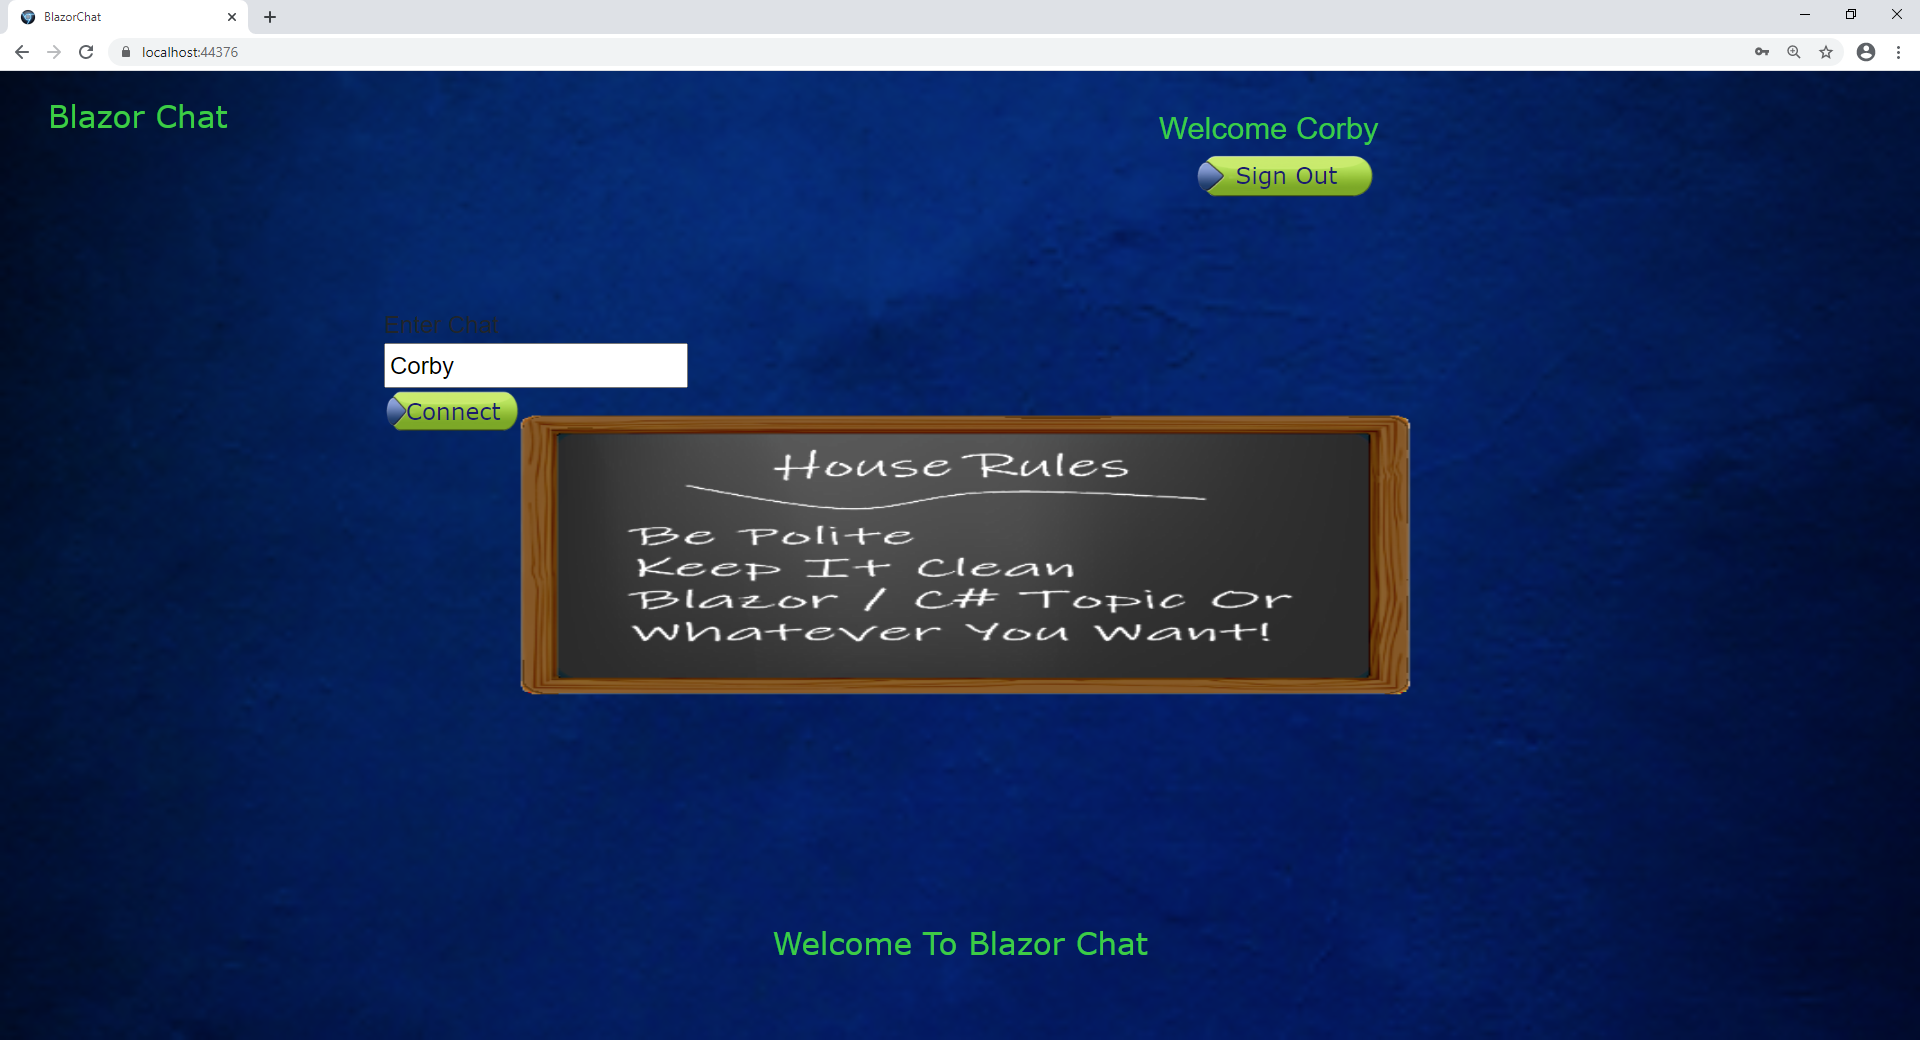 BlazorChat
localhost:44376
Blazor Chat
Welcome Corby
Sign Out
Enter Chat
Corby
Connect
House Rules
Be Polite
Keep It Clean
Blazor / C# Topic Or
Whatever You Want!
Welcome To Blazor Chat